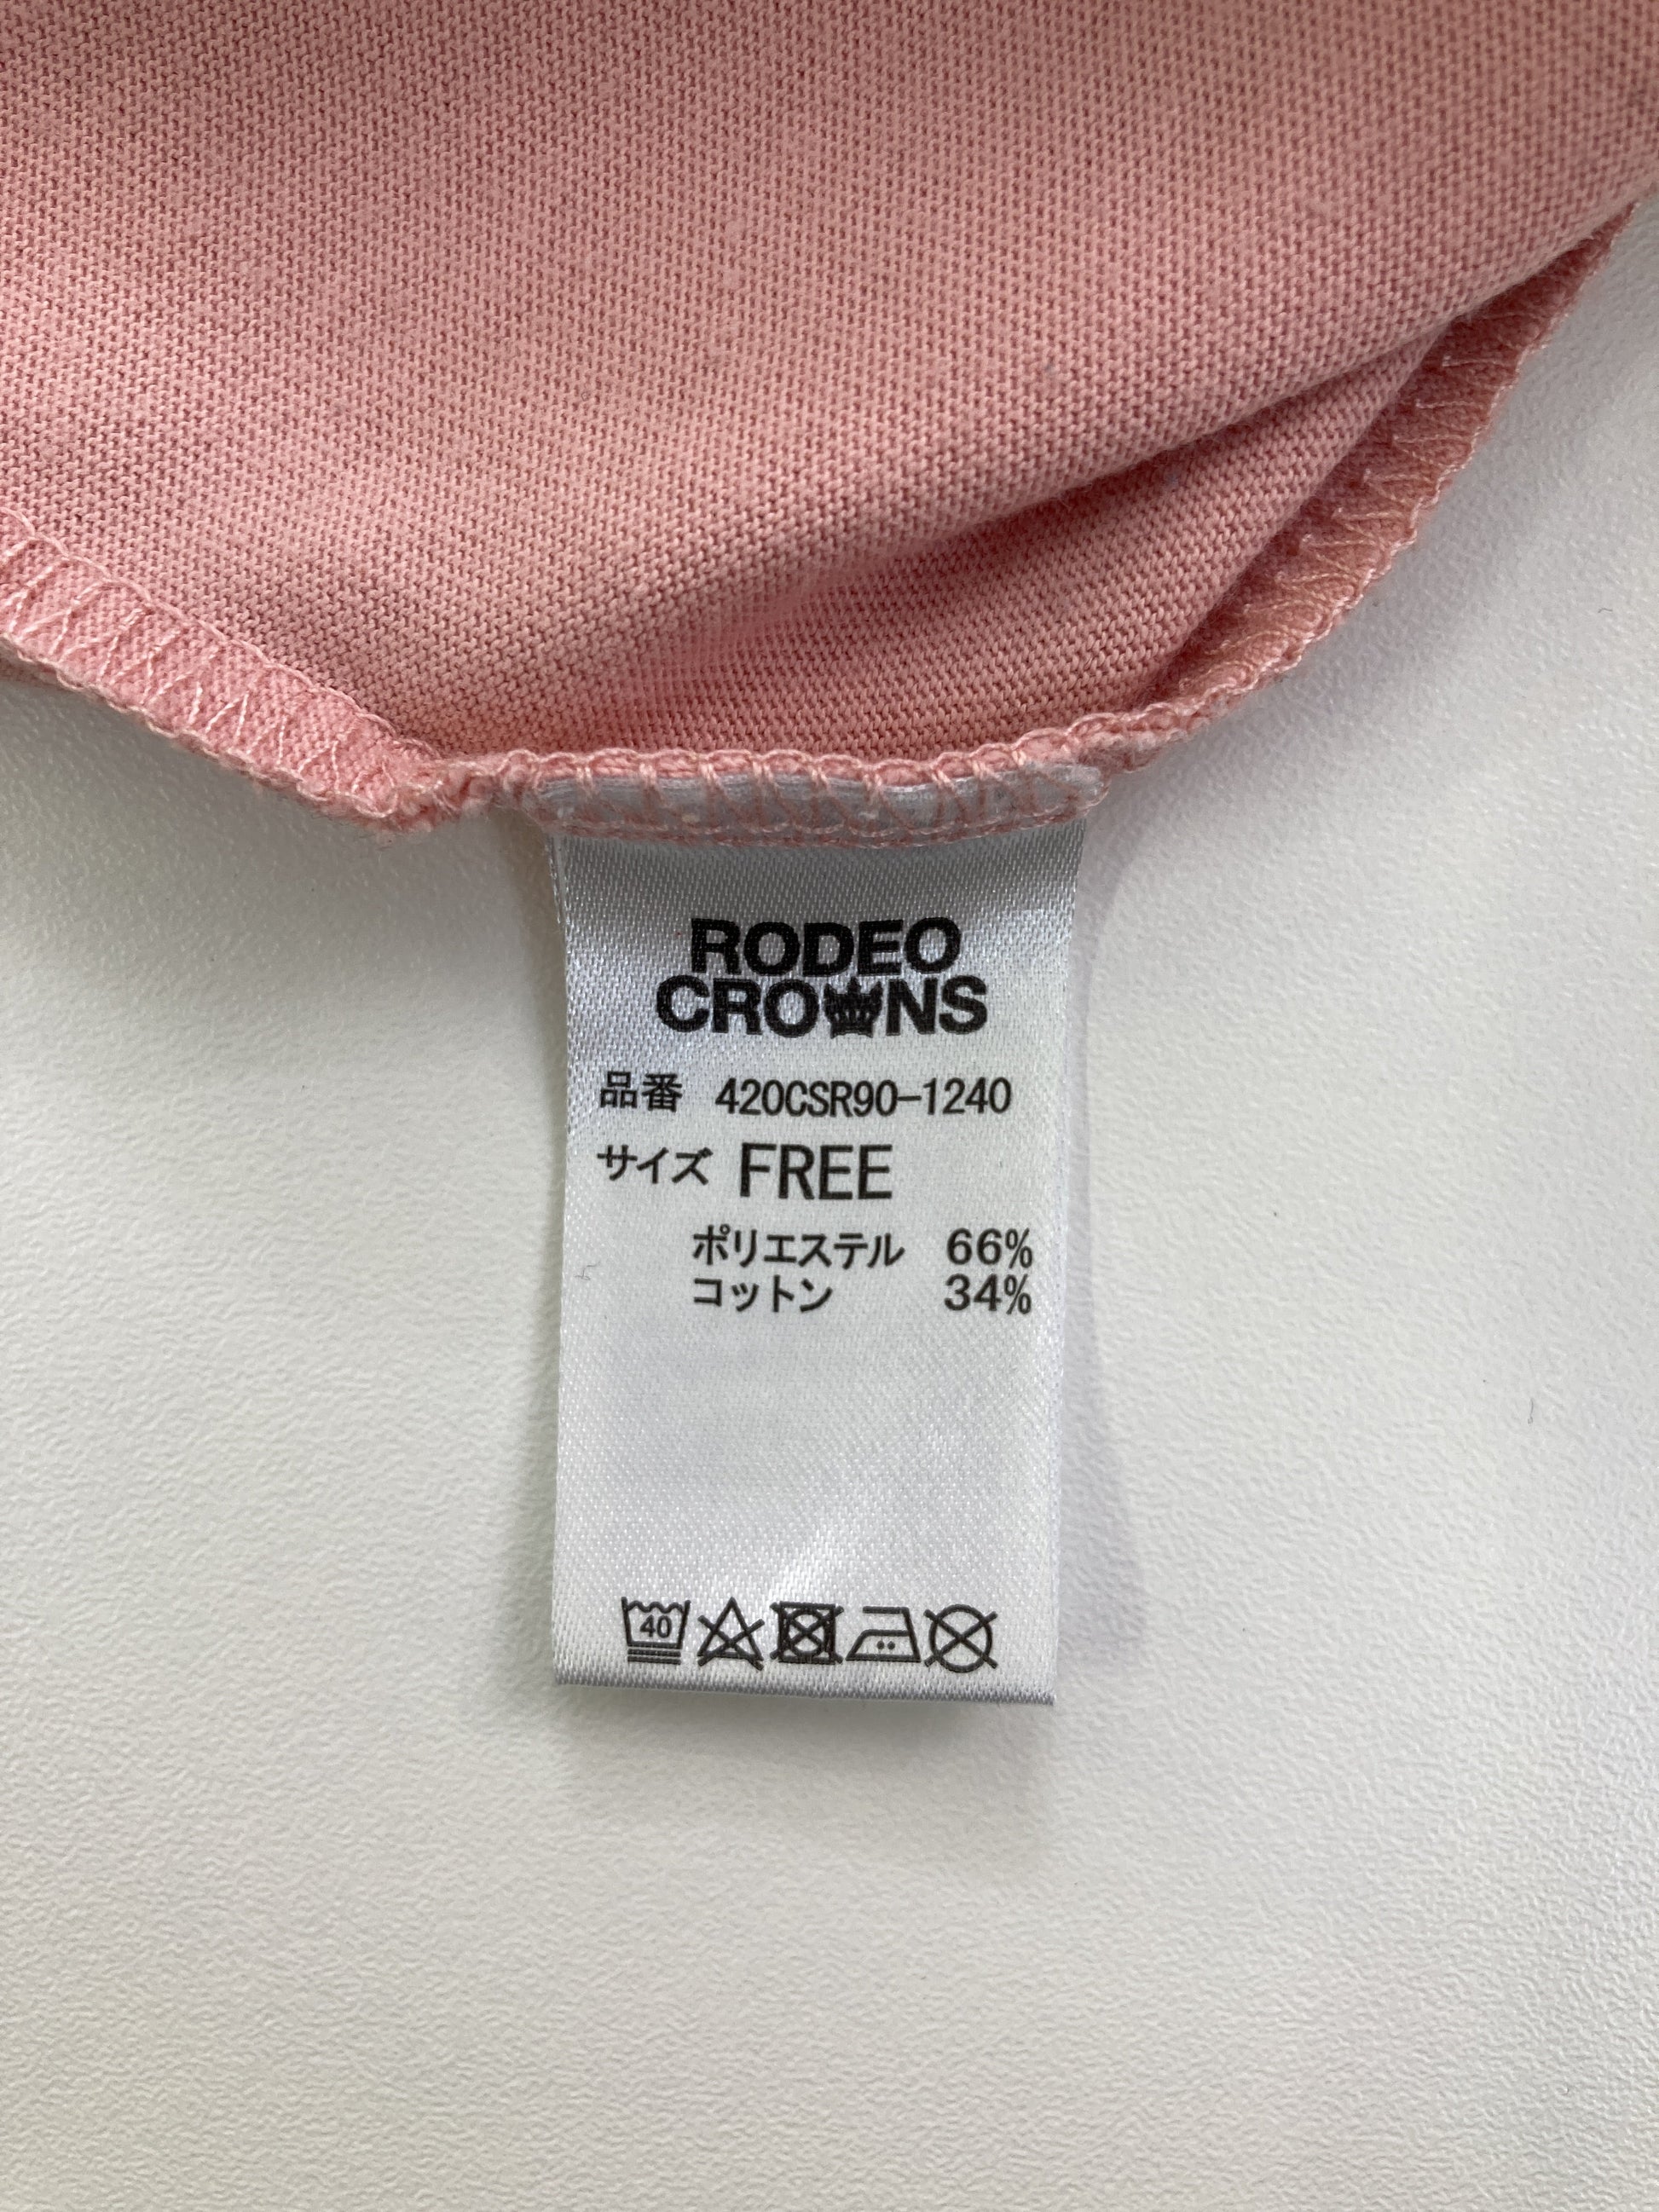 RODEO
CROWNS
品番 420CSR90-1240
サイズ FREE
ポリエステル 66%
コットン 34%
40